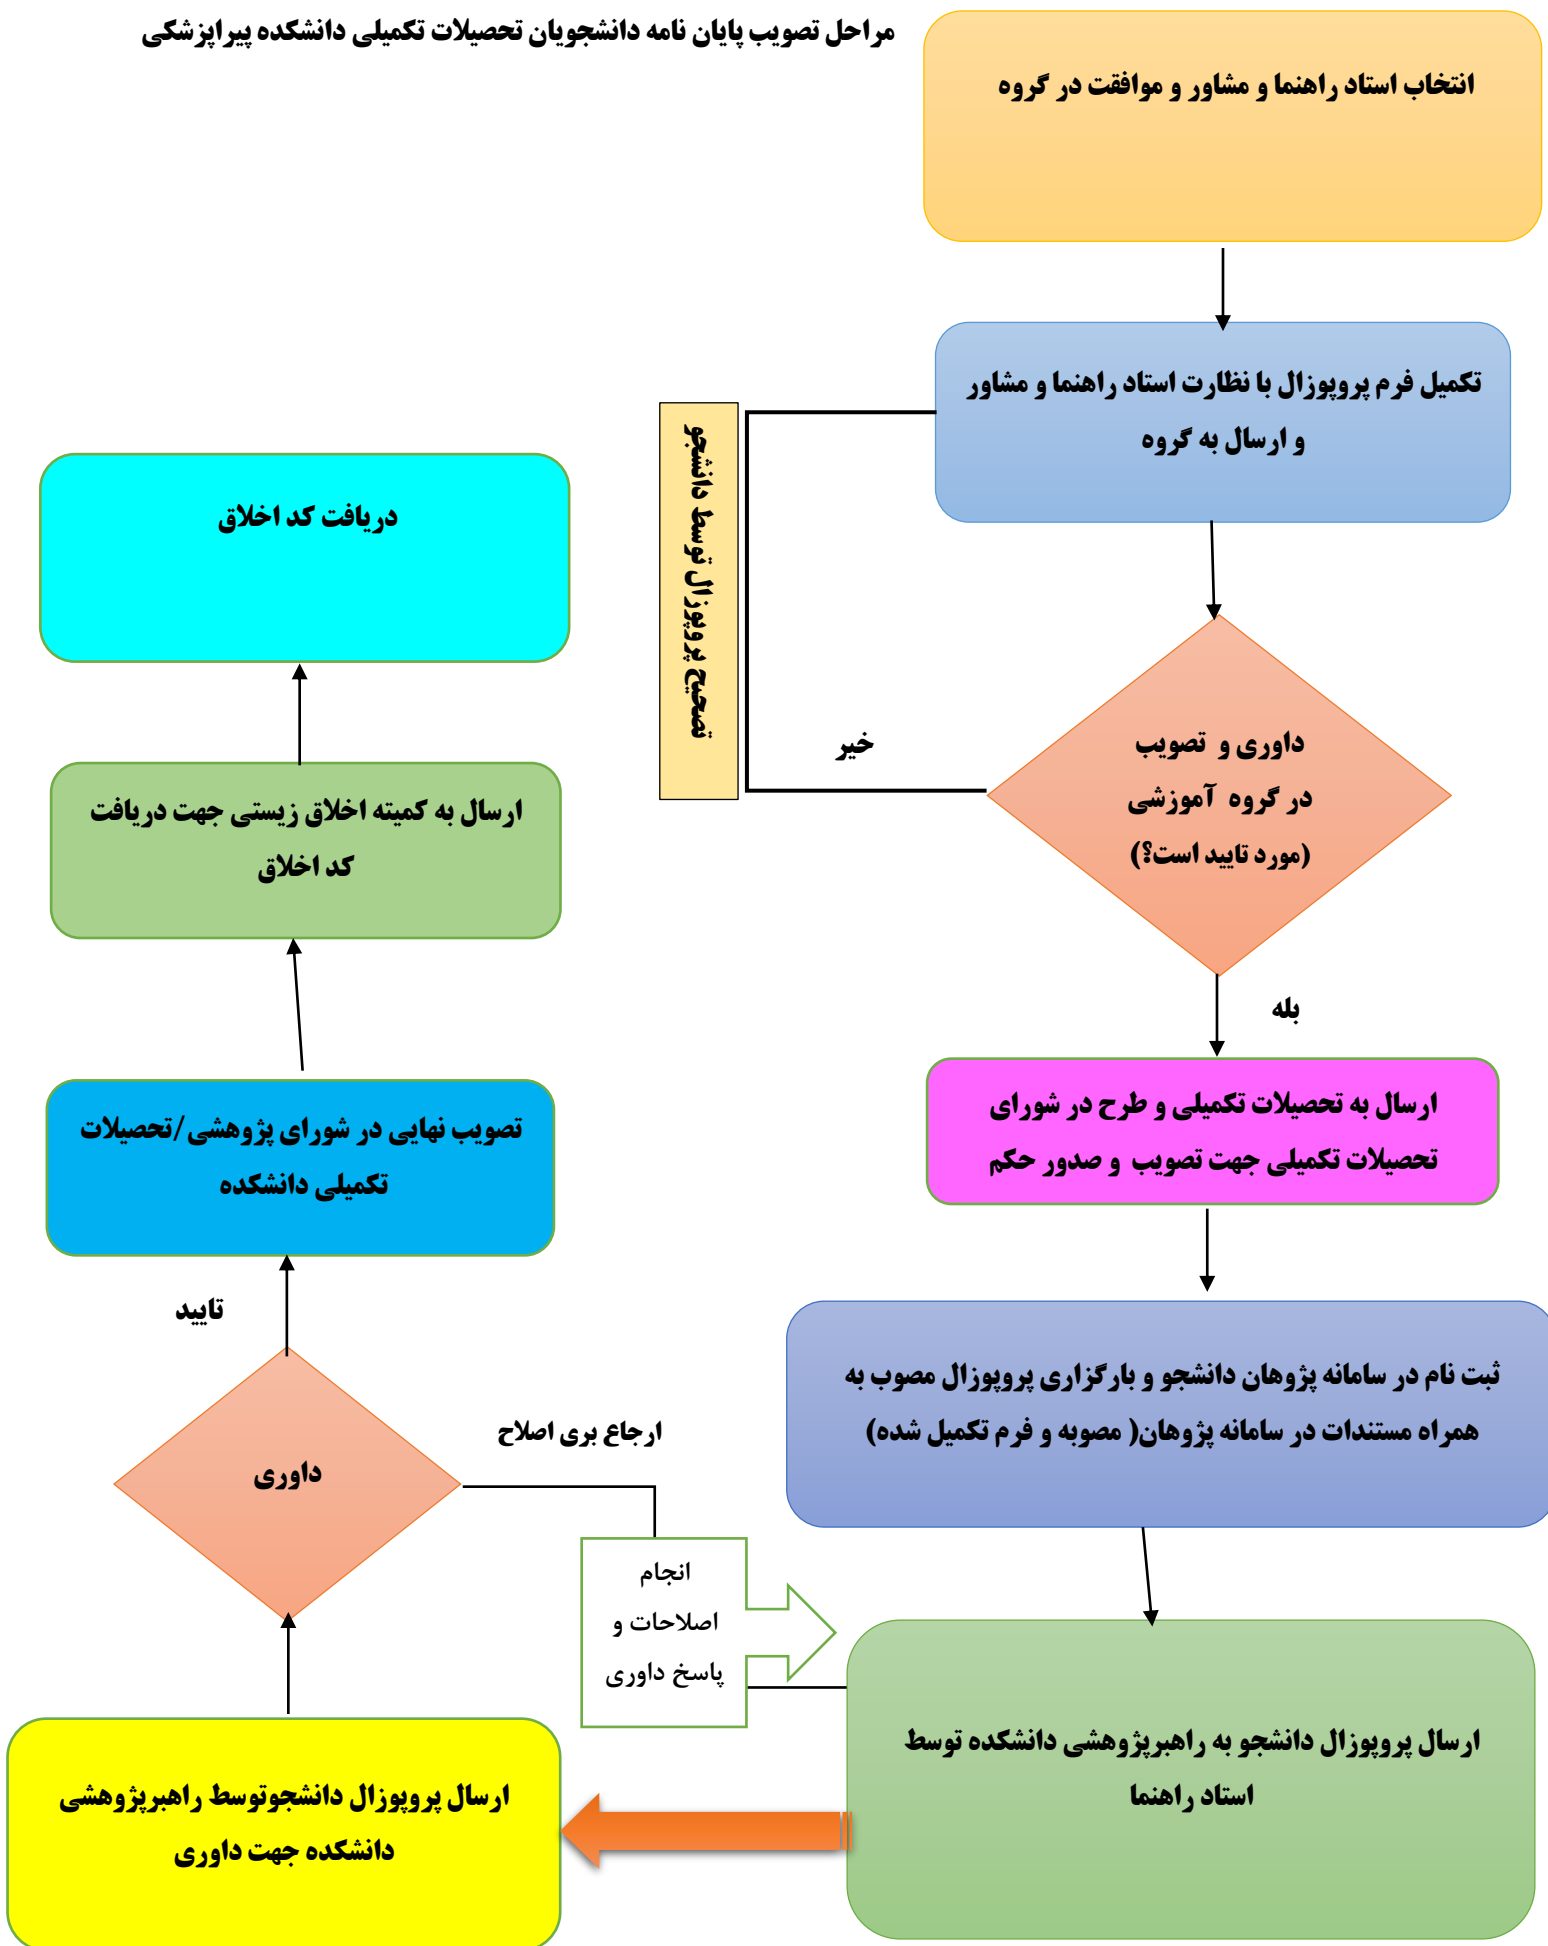 مراحل تصویب پایان نامه دانشجویان تحصیلات تکمیلی دانشکده پیراپزشکی
انتخاب استاد راهنما و مشاور و موافقت در گروه
تکمیل فرم پروپوزال با نظارت استاد راهنما و مشاور
و ارسال به گروه
تصحیح پروپوزال توسط دانشجو
داوری و تصویب
در گروه آموزشی
(مورد تایید است؟)
خیر
بله
ارسال به تحصیلات تکمیلی و طرح در شورای
تحصیلات تکمیلی جهت تصویب و صدور حکم
ثبت نام در سامانه پژوهان دانشجو و بارگزاری پروپوزال مصوب به
همراه مستندات در سامانه پژوهان( مصوبه و فرم تکمیل شده)
ارسال پروپوزال دانشجو به راهبرپژوهشی دانشکده توسط
استاد راهنما
ارسال پروپوزال دانشجوتوسط راهبرپژوهشی
دانشکده جهت داوری
داوری
ارجاع بری اصلاح
انجام
اصلاحات و
پاسخ داوری
تایید
تصویب نهایی در شورای پژوهشی/تحصیلات
تکمیلی دانشکده
ارسال به کمیته اخلاق زیستی جهت دریافت
کد اخلاق
دریافت کد اخلاق